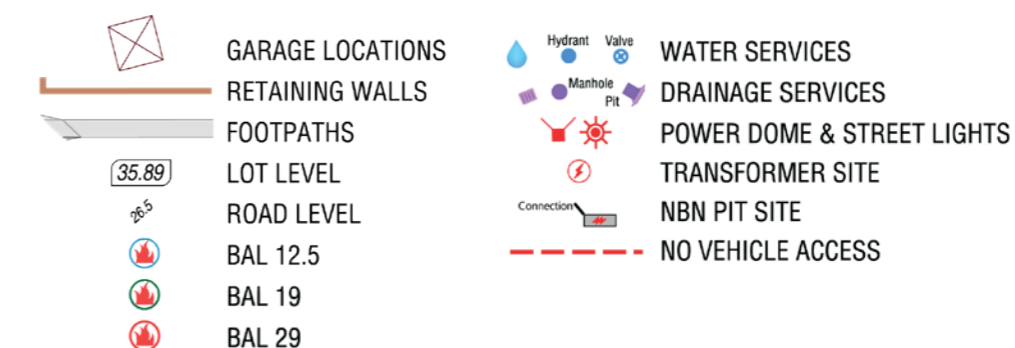 GARAGE LOCATIONS
RETAINING WALLS
FOOTPATHS
35.89 LOT LEVEL
26.5 ROAD LEVEL
BAL 12.5
BAL 19
BAL 29
Hydrant Valve WATER SERVICES
Manhole Pit DRAINAGE SERVICES
POWER DOME & STREET LIGHTS
TRANSFORMER SITE
Connection NBN PIT SITE
NO VEHICLE ACCESS